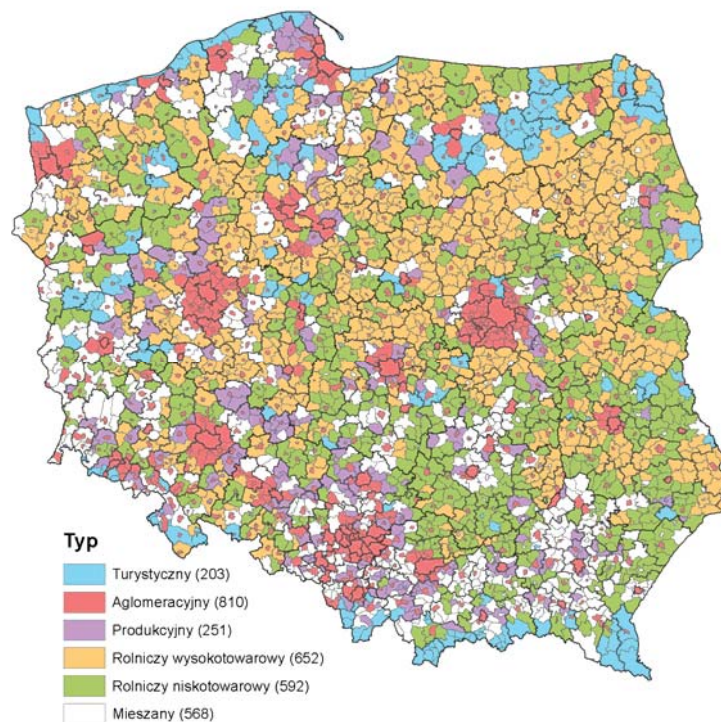 Typ
Turystyczny (203)
Aglomeracyjny (810)
Produkcyjny (251)
Rolniczy wysokotowarowy (652)
Rolniczy niskotowarowy (592)
Mieszany (568)